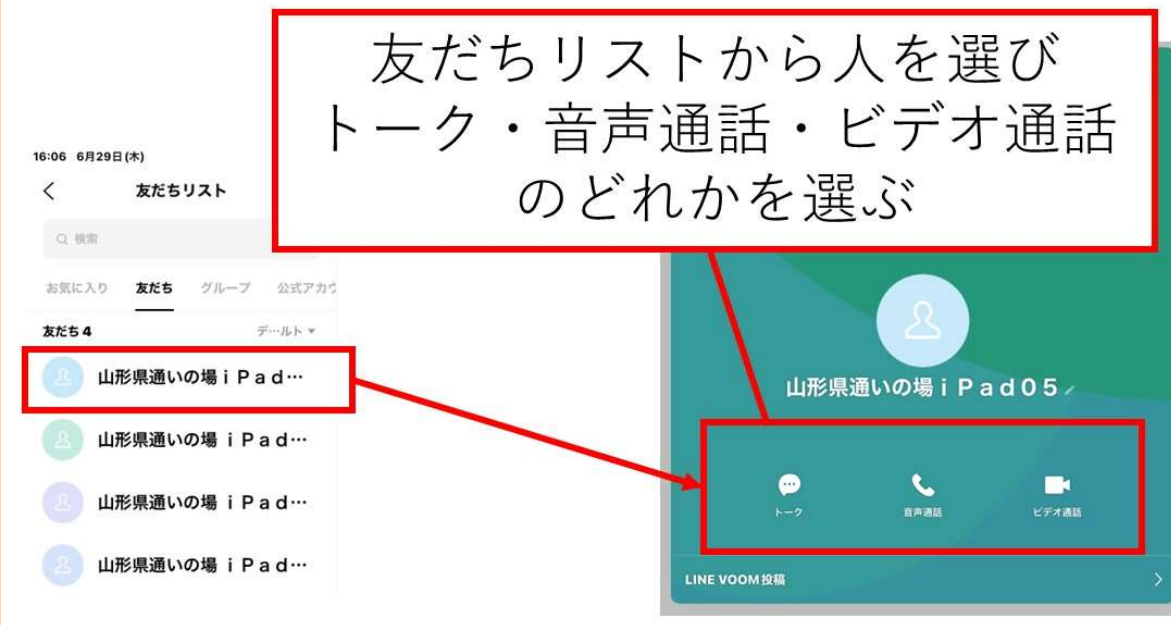 友だちリストから人を選び
トーク・音声通話・ビデオ通話
のどれかを選ぶ
16:06 6月29日(木)
友だちリスト
検索
お気に入り 友だち グループ 公式アカウ
友だち 4
デ…ルト
山形県通いの場ｉＰａｄ…
山形県通いの場 ｉＰａｄ…
山形県通いの場 ｉＰａｄ…
山形県通いの場 ｉＰａｄ…
山形県通いの場ｉＰａｄ０５
トーク 音声通話 ビデオ通話
LINE VOOM投稿